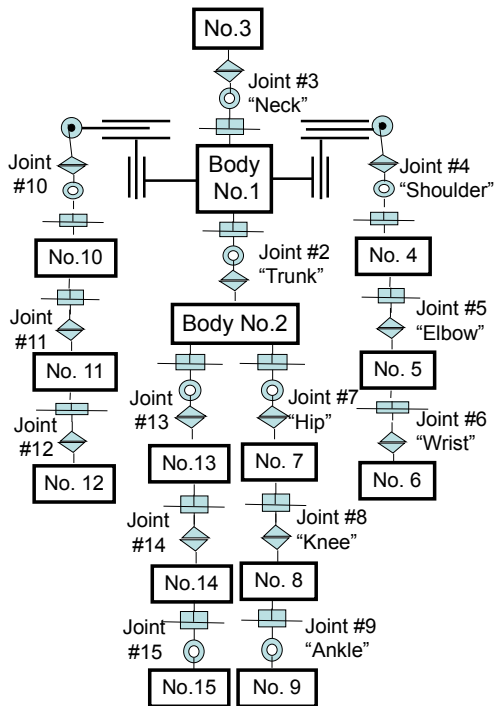 No.3
Joint #3
“Neck”
Joint
#10
Body
No.1
Joint #4
“Shoulder”
No.10
Joint #2
“Trunk”
No. 4
Joint
#11
Body No.2
Joint #5
“Elbow”
No. 11
Joint
#13
Joint #7
“Hip”
No. 5
Joint
#12
Joint #6
“Wrist”
No. 12
No.13
No. 7
No. 6
Joint
#14
Joint #8
“Knee”
No.14
No. 8
Joint
#15
Joint #9
“Ankle”
No.15
No. 9